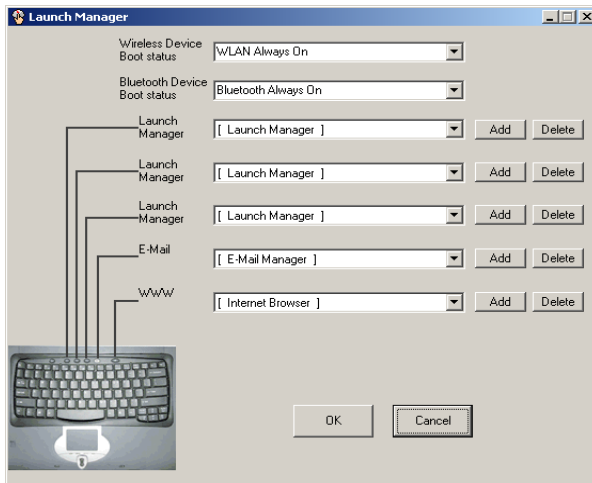 Launch Manager
Wireless Device
Boot status
WLAN Always On
Bluetooth Device
Boot status
Bluetooth Always On
Launch
Manager
[ Launch Manager ]
Add
Delete
Launch
Manager
[ Launch Manager ]
Add
Delete
Launch
Manager
[ Launch Manager ]
Add
Delete
E-Mail
[ E-Mail Manager ]
Add
Delete
WWW
[ Internet Browser ]
Add
Delete
OK
Cancel